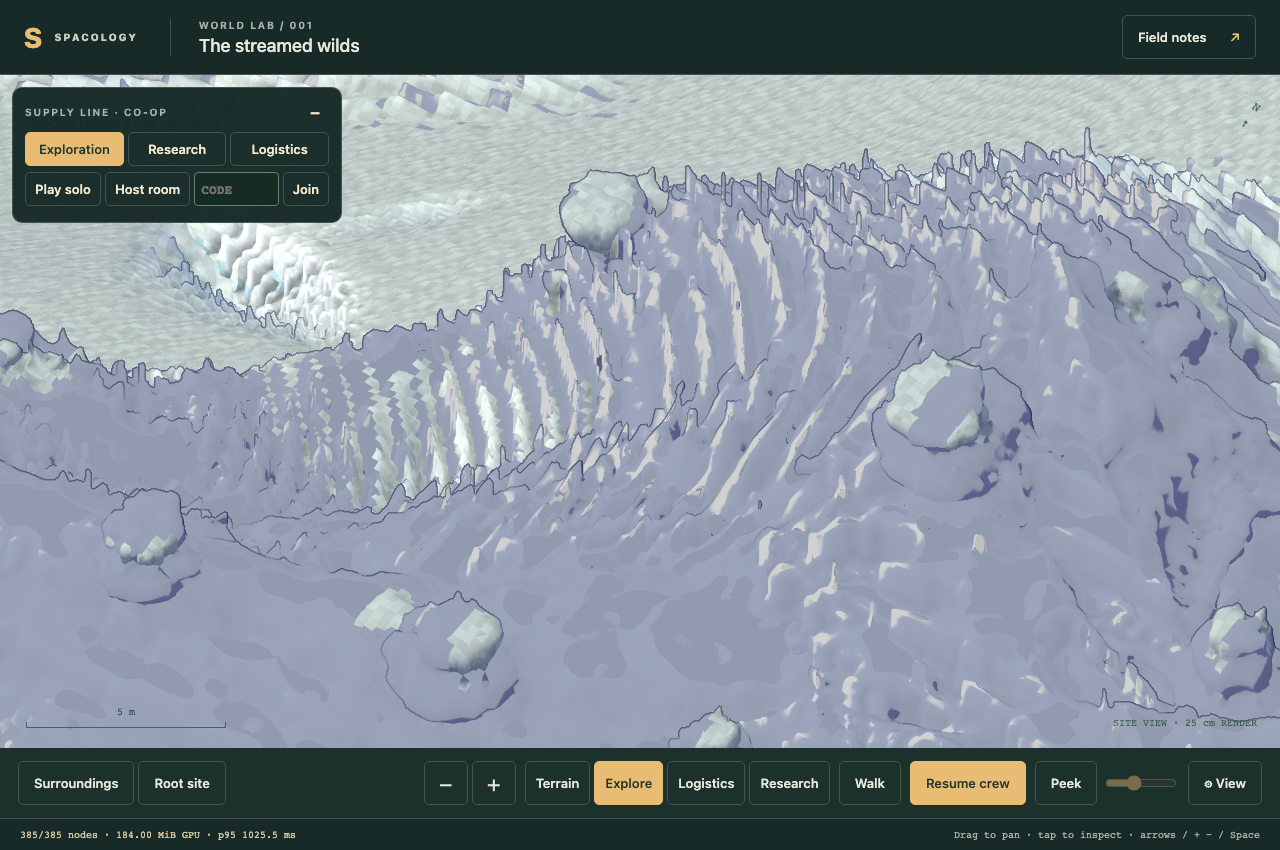 S SPACOLOGY
WORLD LAB / 001
The streamed wilds
Field notes ↗
SUPPLY LINE · CO-OP −
Exploration Research Logistics
Play solo Host room CODE Join
N
5 m
SITE VIEW · 25 cm RENDER
Surroundings Root site − + Terrain Explore Logistics Research Walk Resume crew Peek ⚙ View
385/385 nodes · 184.00 MiB GPU · p95 1025.5 ms
Drag to pan · tap to inspect · arrows / + − / Space